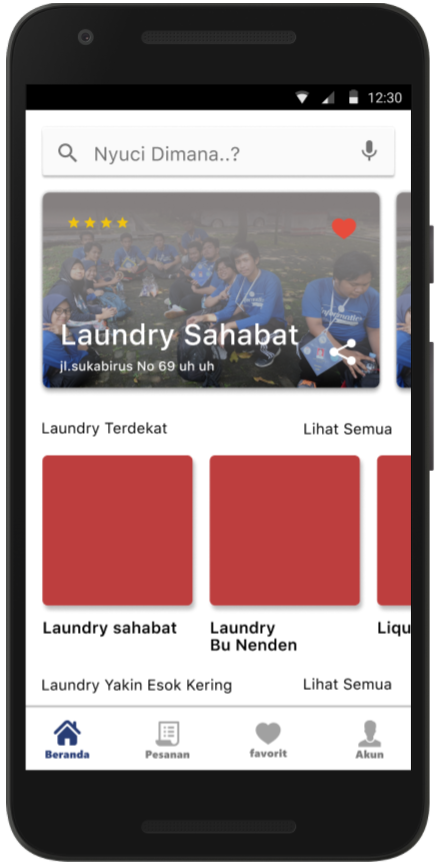 12:30
Nyuci Dimana..?
Laundry Sahabat
jl.sukabirus No 69 uh uh
Laundry Terdekat
Lihat Semua
Laundry sahabat
Laundry
Bu Nenden
Liqu
Laundry Yakin Esok Kering
Lihat Semua
Beranda
Pesanan
favorit
Akun